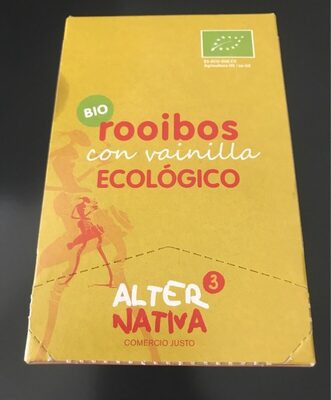 BIO
rooibos
con vainilla
ECOLÓGICO
ALTER 3
NATIVA
COMERCIO JUSTO